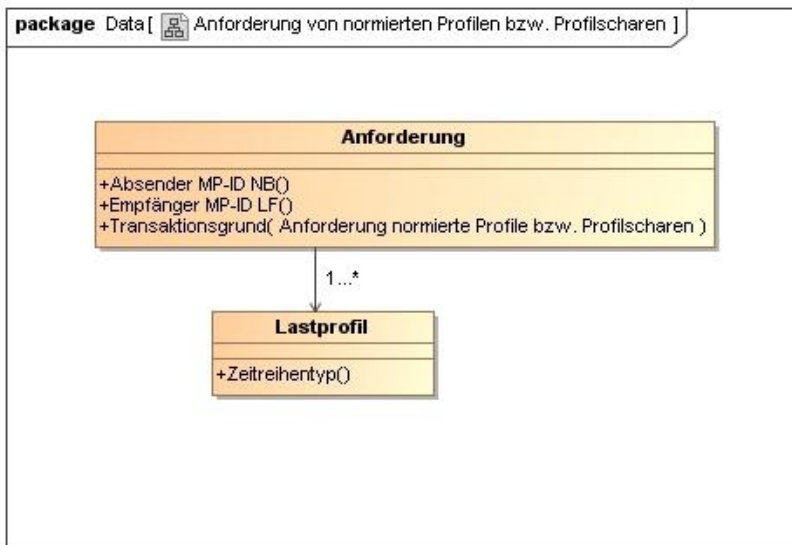 package Data [ Anforderung von normierten Profilen bzw. Profilscharen ]
Anforderung
+Absender MP-ID NB()
+Empfänger MP-ID LF()
+Transaktionsgrund( Anforderung normierte Profile bzw. Profilscharen )
1...*
Lastprofil
+Zeitreihentyp()